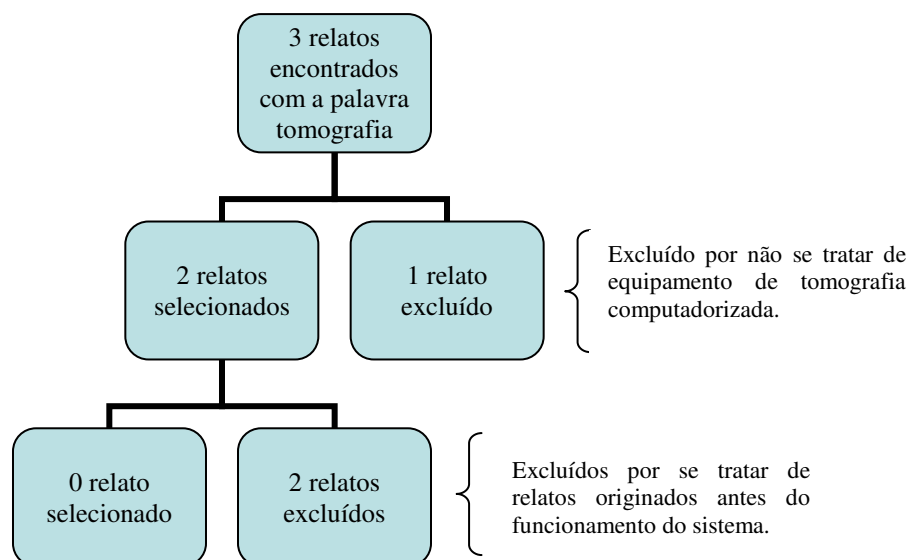 3 relatos
encontrados
com a palavra
tomografia
2 relatos
selecionados
1 relato
excluído
Excluído por não se tratar de
equipamento de tomografia
computadorizada.
0 relato
selecionado
2 relatos
excluídos
Excluídos por se tratar de
relatos originados antes do
funcionamento do sistema.